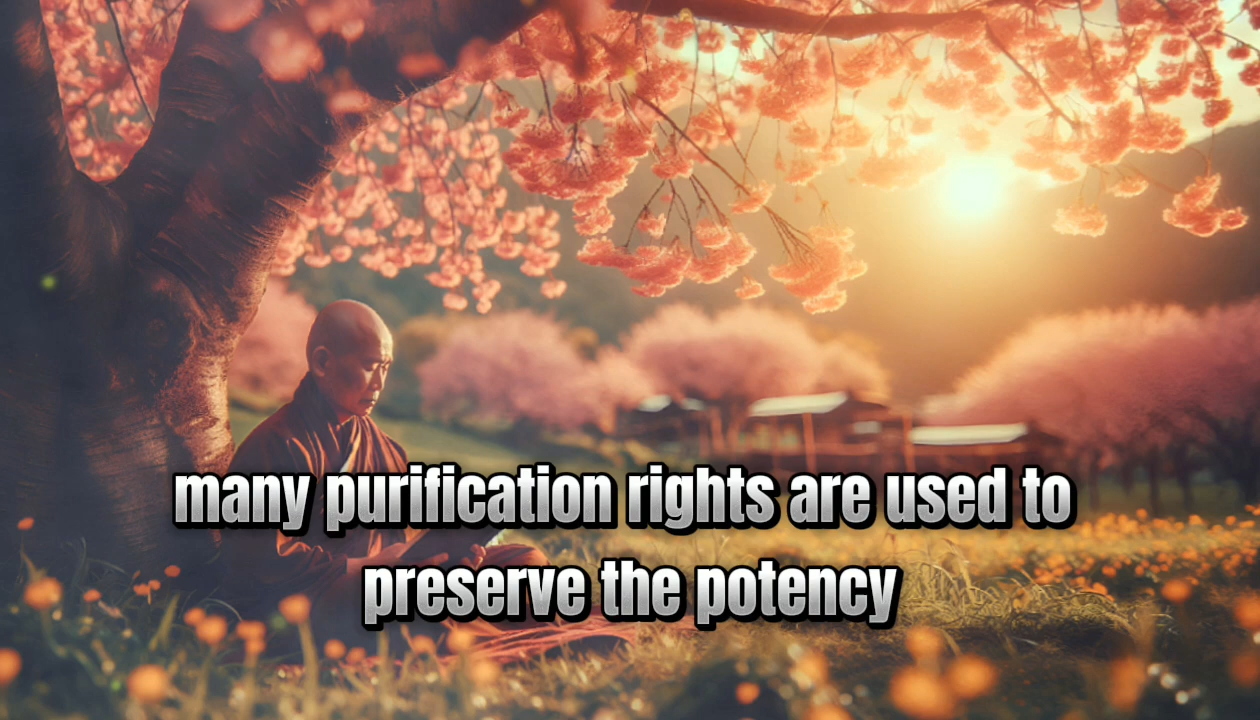 many purification rights are used to
preserve the potency